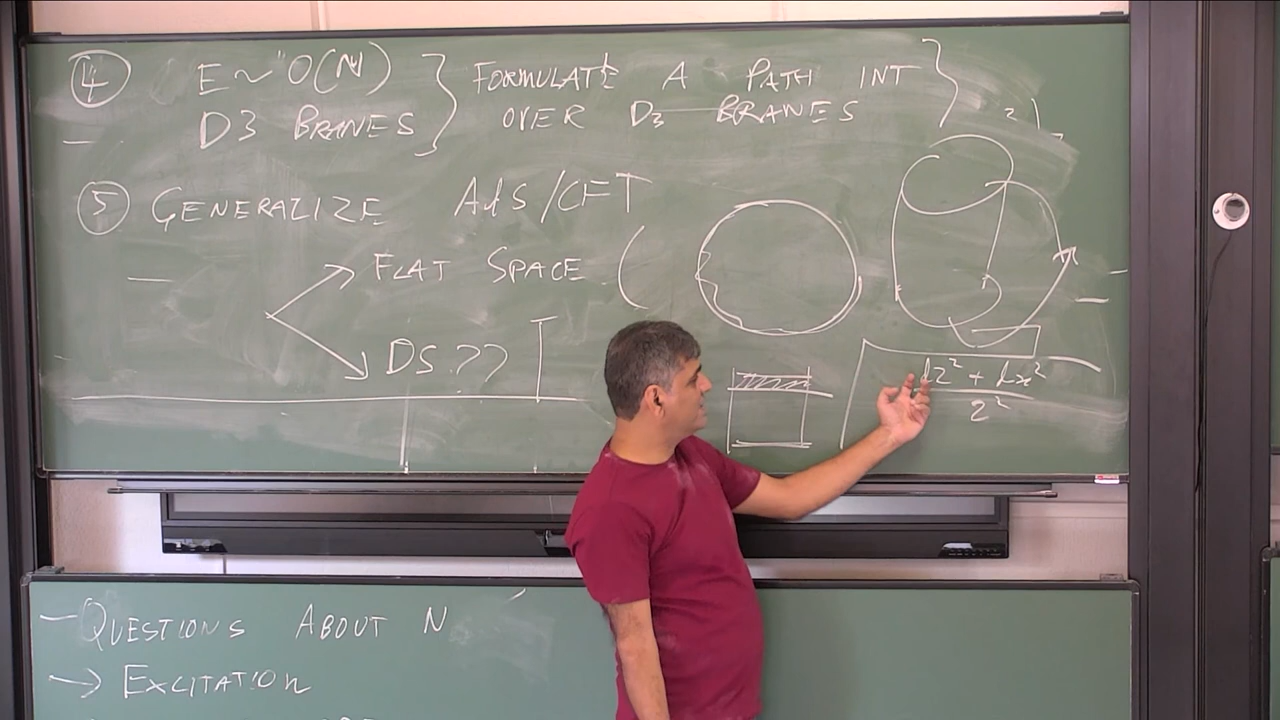 ④ E ~ "O(N)
D3 BRANES
FORMULATE A PATH INT
OVER D3 BRANES
⑤ GENERALIZE AdS/CFT
→ FLAT SPACE
→ DS??
dz² + dx²
z²
- QUESTIONS ABOUT N
→ EXCITATION